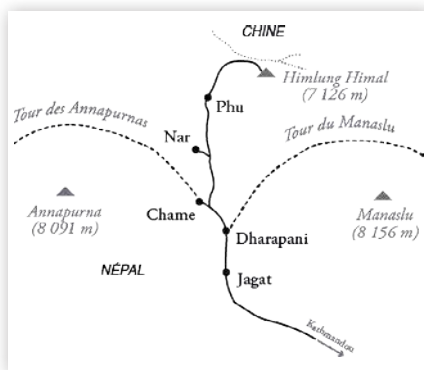 CHINE
Himlung Himal
(7 126 m)
Phu
Tour des Annapurnas
Tour du Manaslu
Nar
Annapurna
(8 091 m)
Chame
Manaslu
(8 156 m)
Dharapani
NÉPAL
Jagat
Kathmandou